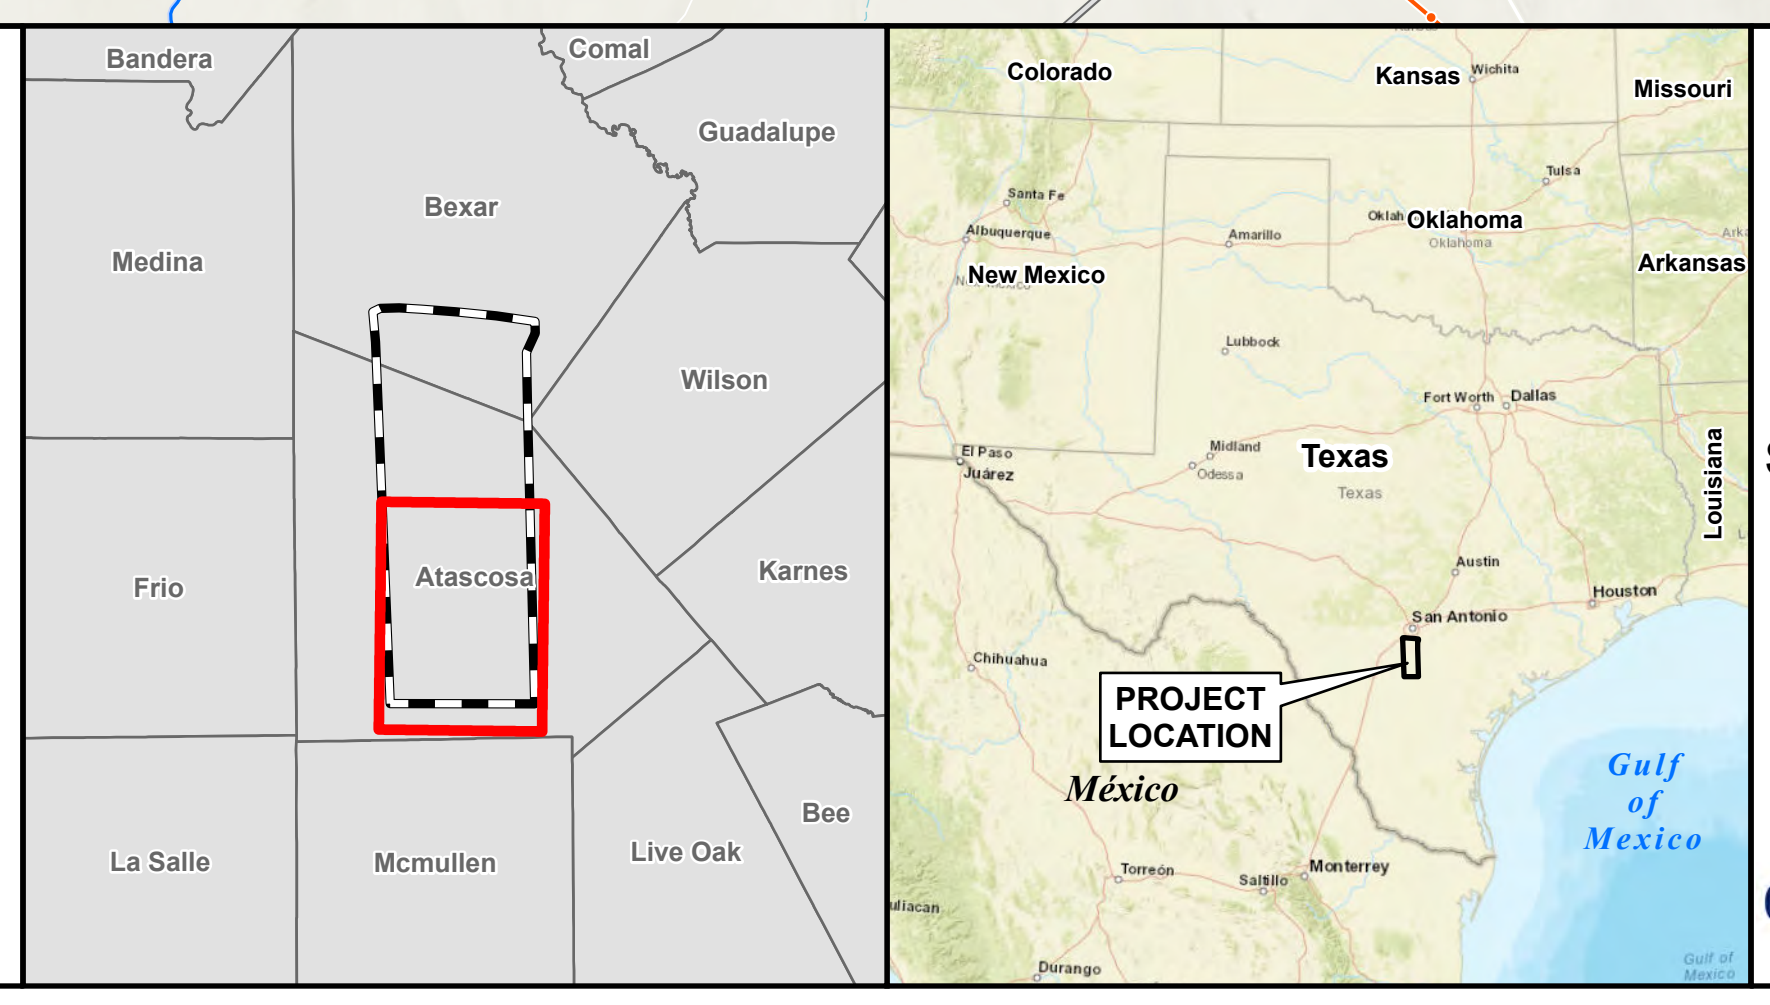 Bandera
Comal
Guadalupe
Bexar
Medina
Wilson
Atascosa
Karnes
Frio
Bee
Live Oak
La Salle
Mcmullen
Colorado
Kansas
Wichita
Missouri
Tulsa
Santa Fe
Oklah
Oklahoma
Oklahoma
Albuquerque
Amarillo
Ark
Arkansas
New Mexico
Lubbock
Fort Worth
Dallas
El Paso
Juárez
Midland
Odessa
Texas
Texas
Louisiana
Austin
Houston
San Antonio
Chihuahua
PROJECT
LOCATION
México
Gulf
of
Mexico
Torreón
Saltillo
Monterrey
uliacan
Durango
Gulf of
Mexico